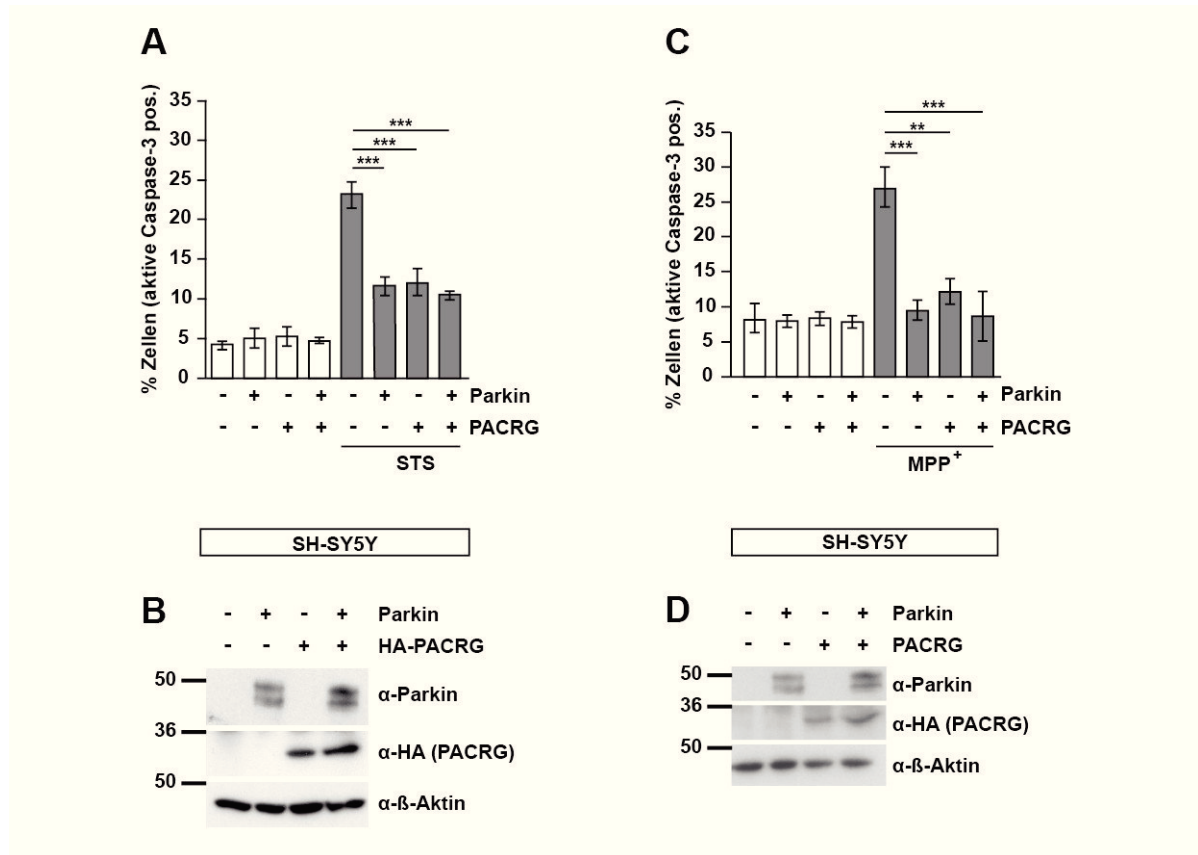 A
% Zellen (aktive Caspase-3 pos.)
35
30
25
20
15
10
5
0
***
***
***
- + - + - + - + Parkin
- - + + - - + + PACRG
STS
SH-SY5Y
B
- + - + Parkin
- - + + HA-PACRG
50 α-Parkin
36
α-HA (PACRG)
50
α-ß-Aktin
C
% Zellen (aktive Caspase-3 pos.)
35
30
25
20
15
10
5
0
***
**
***
- + - + - + - + Parkin
- - + + - - + + PACRG
MPP+
SH-SY5Y
D
- + - + Parkin
- - + + PACRG
50 α-Parkin
36
α-HA (PACRG)
50
α-ß-Aktin